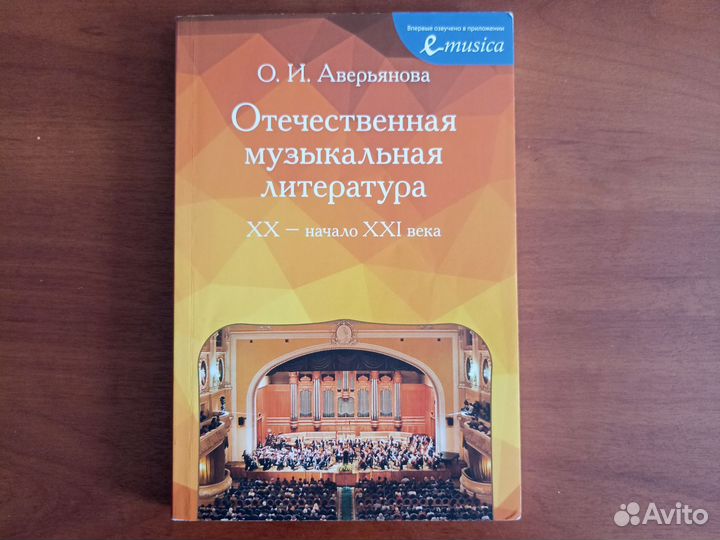 Впервые озвучено в приложении
e-musica
О. И. Аверьянова
Отечественная
музыкальная
литература
XX – начало XXI века
Avito